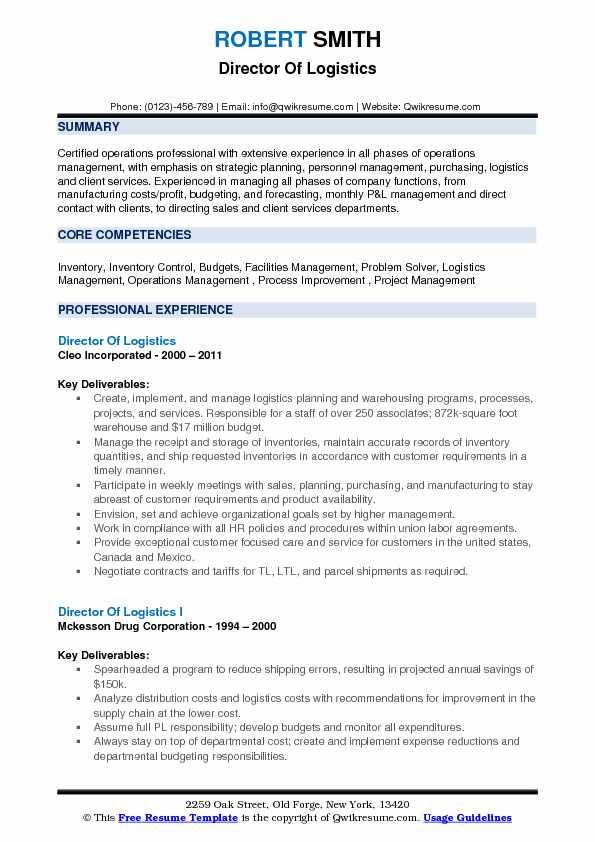 ROBERT SMITH
Director Of Logistics
Phone: (0123)-456-789 | Email: info@qwikresume.com | Website: Qwikresume.com
SUMMARY
Certified operations professional with extensive experience in all phases of operations
management, with emphasis on strategic planning, personnel management, purchasing, logistics
and client services. Experienced in managing all phases of company functions, from
manufacturing costs/profit, budgeting, and forecasting, monthly P&L management and direct
contact with clients, to directing sales and client services departments.
CORE COMPETENCIES
Inventory, Inventory Control, Budgets, Facilities Management, Problem Solver, Logistics
Management, Operations Management , Process Improvement , Project Management
PROFESSIONAL EXPERIENCE
Director Of Logistics
Cleo Incorporated - 2000 – 2011
Key Deliverables:
▪ Create, implement, and manage logistics planning and warehousing programs, processes,
projects, and services. Responsible for a staff of over 250 associates; 872k-square foot
warehouse and $17 million budget.
▪ Manage the receipt and storage of inventories, maintain accurate records of inventory
quantities, and ship requested inventories in accordance with customer requirements in a
timely manner.
▪ Participate in weekly meetings with sales, planning, purchasing, and manufacturing to stay
abreast of customer requirements and product availability.
▪ Envision, set and achieve organizational goals set by higher management.
▪ Work in compliance with all HR policies and procedures within union labor agreements.
▪ Provide exceptional customer focused care and service for customers in the united states,
Canada and Mexico.
▪ Negotiate contracts and tariffs for TL, LTL, and parcel shipments as required.
Director Of Logistics I
Mckesson Drug Corporation - 1994 – 2000
Key Deliverables:
▪ Spearheaded a program to reduce shipping errors, resulting in projected annual savings of
$150k.
▪ Analyze distribution costs and logistics costs with recommendations for improvement in the
supply chain at the lower cost.
▪ Assume full PL responsibility; develop budgets and monitor all expenditures.
▪ Always stay on top of departmental cost; create and implement expense reductions and
departmental budgeting responsibilities.
2259 Oak Street, Old Forge, New York, 13420
© This Free Resume Template is the copyright of Qwikresume.com. Usage Guidelines